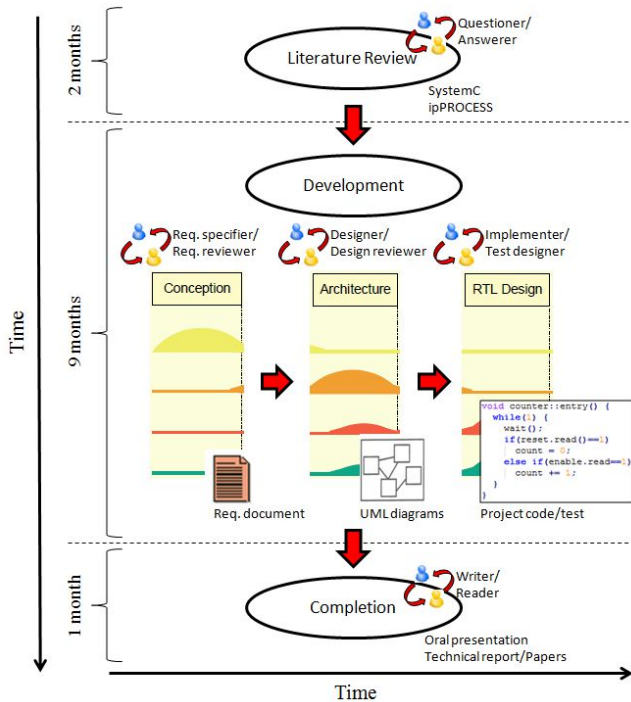 Questioner/
Answerer
2 months
Literature Review
SystemC
ipPROCESS
Development
Req. specifier/
Req. reviewer
Designer/
Design reviewer
Implementer/
Test designer
Conception
Architecture
RTL Design
Time
9 months
void counter::entry() {
while(1) {
wait();
if(reset.read()==1)
count = 0;
else if(enable.read==1)
count += 1;
}
}
Req. document
UML diagrams
Project code/test
1 month
Writer/
Reader
Completion
Oral presentation
Technical report/Papers
Time